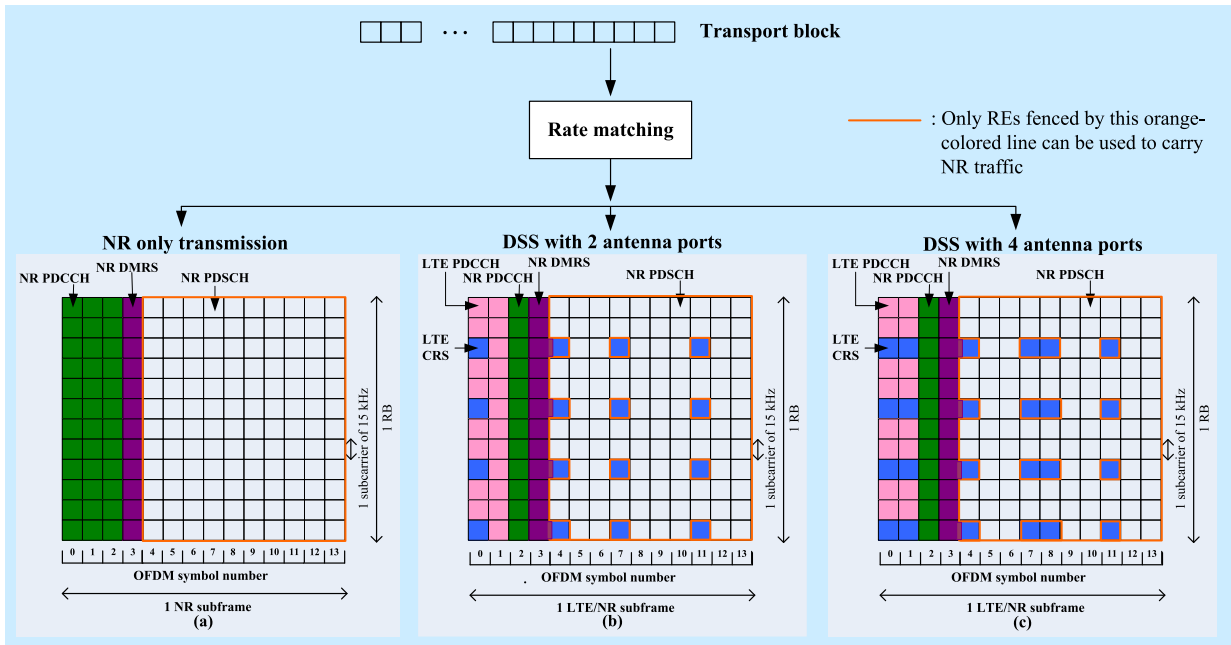 . . .
Transport block
Rate matching
: Only REs fenced by this orange-
colored line can be used to carry
NR traffic
NR only transmission
NR PDCCH
NR DMRS
NR PDSCH
1 subcarrier of 15 kHz
1 RB
0 1 2 3 4 5 6 7 8 9 10 11 12 13
OFDM symbol number
1 NR subframe
(a)
DSS with 2 antenna ports
LTE PDCCH
NR PDCCH
NR DMRS
NR PDSCH
LTE
CRS
1 subcarrier of 15 kHz
1 RB
0 1 2 3 4 5 6 7 8 9 10 11 12 13
OFDM symbol number
.
1 LTE/NR subframe
(b)
DSS with 4 antenna ports
LTE PDCCH
NR PDCCH
NR DMRS
NR PDSCH
LTE
CRS
1 subcarrier of 15 kHz
1 RB
0 1 2 3 4 5 6 7 8 9 10 11 12 13
OFDM symbol number
1 LTE/NR subframe
(c)